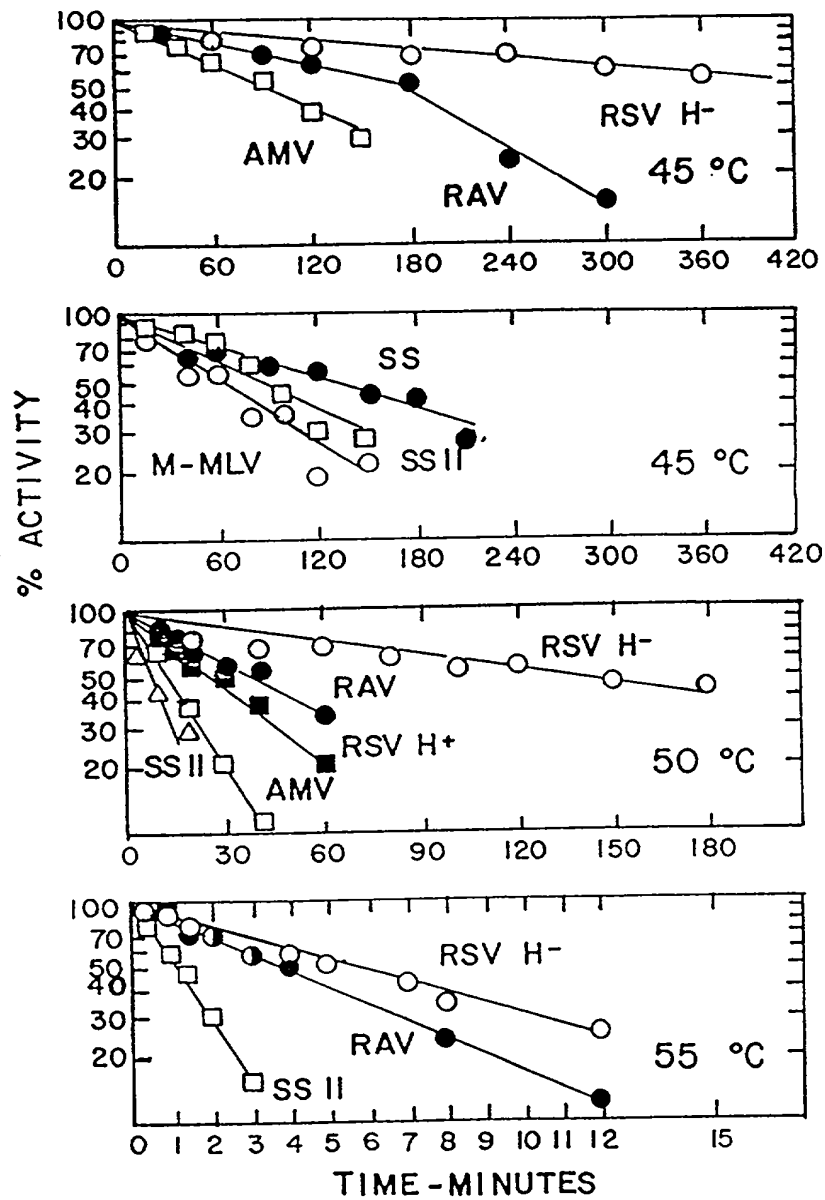 100
70
50
40
30
20
AMV
RAV
RSV H-
45 °C
0 60 120 180 240 300 360 420
100
70
50
40
30
20
SS
M-MLV
SS II
45 °C
0 60 120 180 240 300 360 420
% ACTIVITY
100
70
50
40
30
20
RSV H-
RAV
RSV H+
SS II
AMV
50 °C
0 30 60 90 120 150 180
100
70
50
40
30
20
RSV H-
RAV
SS II
55 °C
0 1 2 3 4 5 6 7 8 9 10 11 12 15
TIME-MINUTES